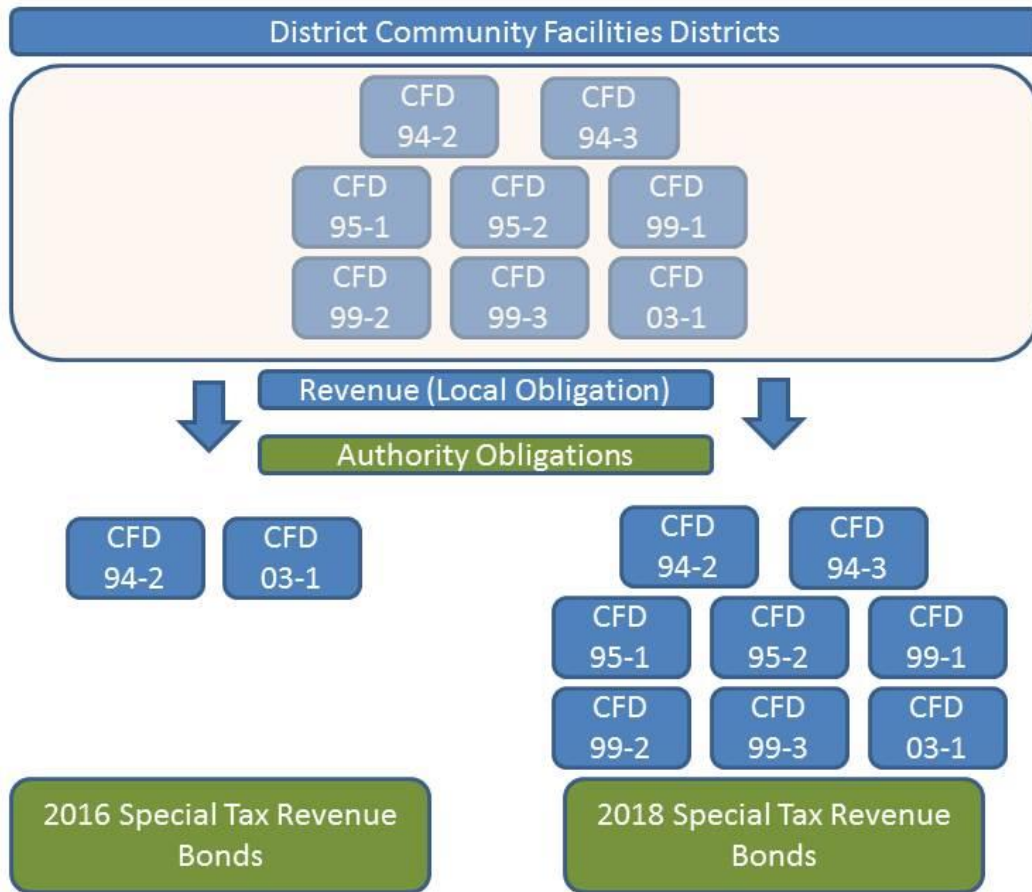 District Community Facilities Districts
CFD
94-2
CFD
94-3
CFD
95-1
CFD
95-2
CFD
99-1
CFD
99-2
CFD
99-3
CFD
03-1
Revenue (Local Obligation)
Authority Obligations
CFD
94-2
CFD
03-1
CFD
94-2
CFD
94-3
CFD
95-1
CFD
95-2
CFD
99-1
CFD
99-2
CFD
99-3
CFD
03-1
2016 Special Tax Revenue
Bonds
2018 Special Tax Revenue
Bonds